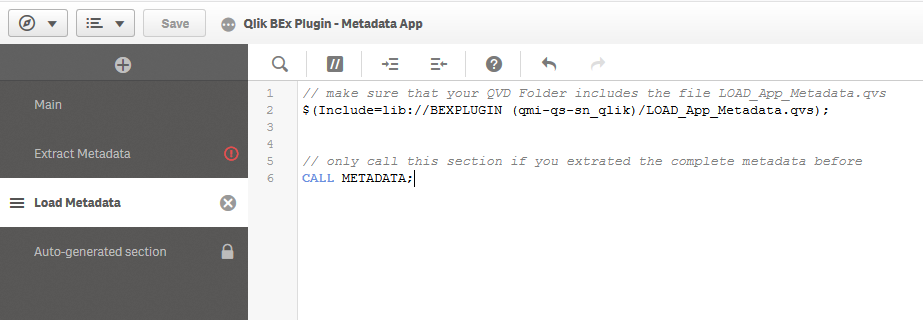 Save
Qlik BEx Plugin - Metadata App
Main
Extract Metadata
Load Metadata
Auto-generated section
1 // make sure that your QVD Folder includes the file LOAD_App_Metadata.qvs
2 $(Include=lib://BEXPLUGIN (qmi-qs-sn_qlik)/LOAD_App_Metadata.qvs);
3
4
5 // only call this section if you extrated the complete metadata before
6 CALL METADATA;